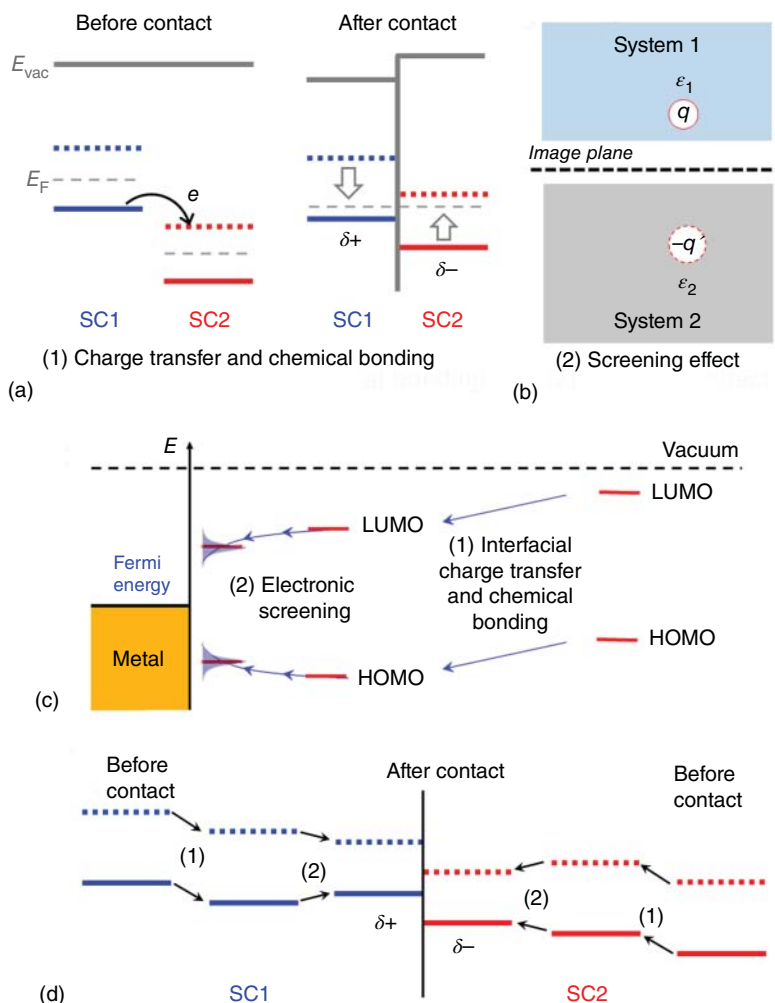 Before contact
After contact
E_vac
E_F
e
δ+
δ−
SC1
SC2
SC1
SC2
(1) Charge transfer and chemical bonding
(a)
System 1
ε₁
q
Image plane
−q′
ε₂
System 2
(2) Screening effect
(b)
E
Vacuum
LUMO
LUMO
Fermi
energy
(1) Interfacial
charge transfer
and chemical
bonding
(2) Electronic
screening
HOMO
Metal
HOMO
(c)
Before
contact
After contact
Before
contact
(1)
(2)
(2)
(1)
δ+
δ−
SC1
SC2
(d)